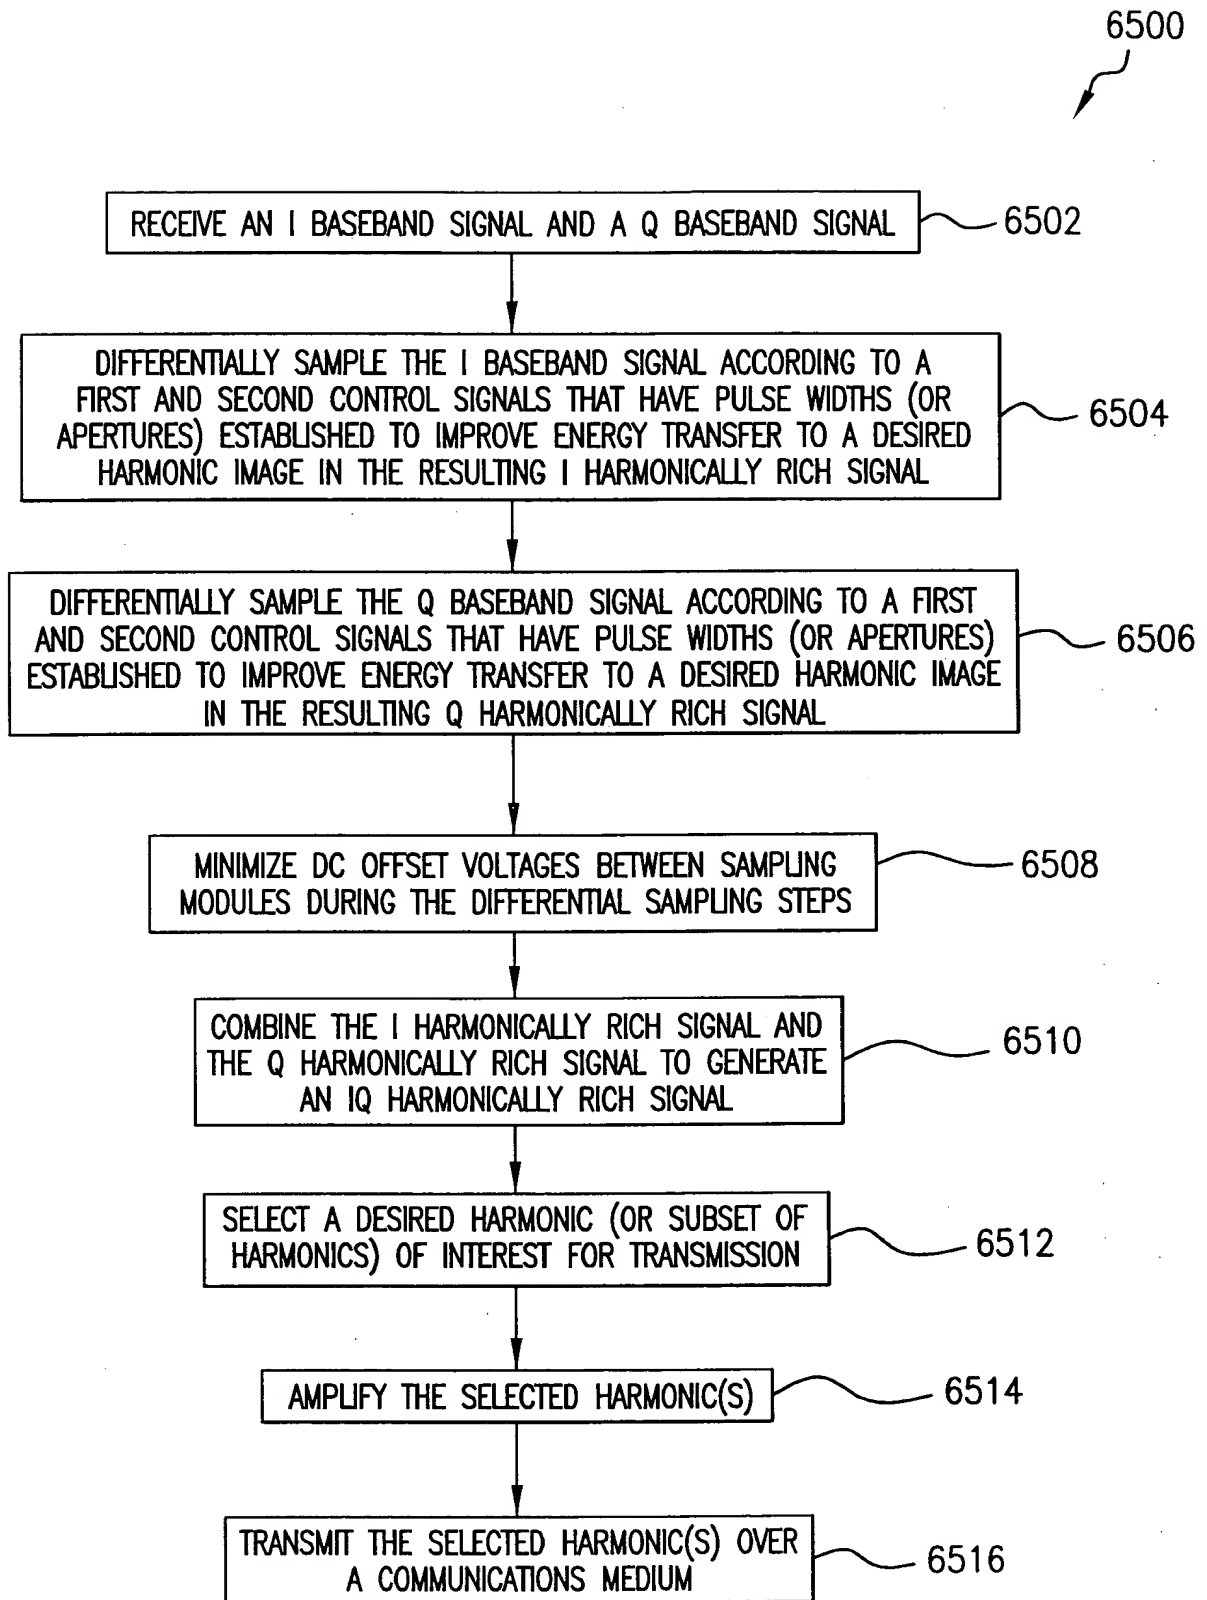 6500
RECEIVE AN I BASEBAND SIGNAL AND A Q BASEBAND SIGNAL
6502
DIFFERENTIALLY SAMPLE THE I BASEBAND SIGNAL ACCORDING TO A
FIRST AND SECOND CONTROL SIGNALS THAT HAVE PULSE WIDTHS (OR
APERTURES) ESTABLISHED TO IMPROVE ENERGY TRANSFER TO A DESIRED
HARMONIC IMAGE IN THE RESULTING I HARMONICALLY RICH SIGNAL
6504
DIFFERENTIALLY SAMPLE THE Q BASEBAND SIGNAL ACCORDING TO A FIRST
AND SECOND CONTROL SIGNALS THAT HAVE PULSE WIDTHS (OR APERTURES)
ESTABLISHED TO IMPROVE ENERGY TRANSFER TO A DESIRED HARMONIC IMAGE
IN THE RESULTING Q HARMONICALLY RICH SIGNAL
6506
MINIMIZE DC OFFSET VOLTAGES BETWEEN SAMPLING
MODULES DURING THE DIFFERENTIAL SAMPLING STEPS
6508
COMBINE THE I HARMONICALLY RICH SIGNAL AND
THE Q HARMONICALLY RICH SIGNAL TO GENERATE
AN IQ HARMONICALLY RICH SIGNAL
6510
SELECT A DESIRED HARMONIC (OR SUBSET OF
HARMONICS) OF INTEREST FOR TRANSMISSION
6512
AMPLIFY THE SELECTED HARMONIC(S)
6514
TRANSMIT THE SELECTED HARMONIC(S) OVER
A COMMUNICATIONS MEDIUM
6516